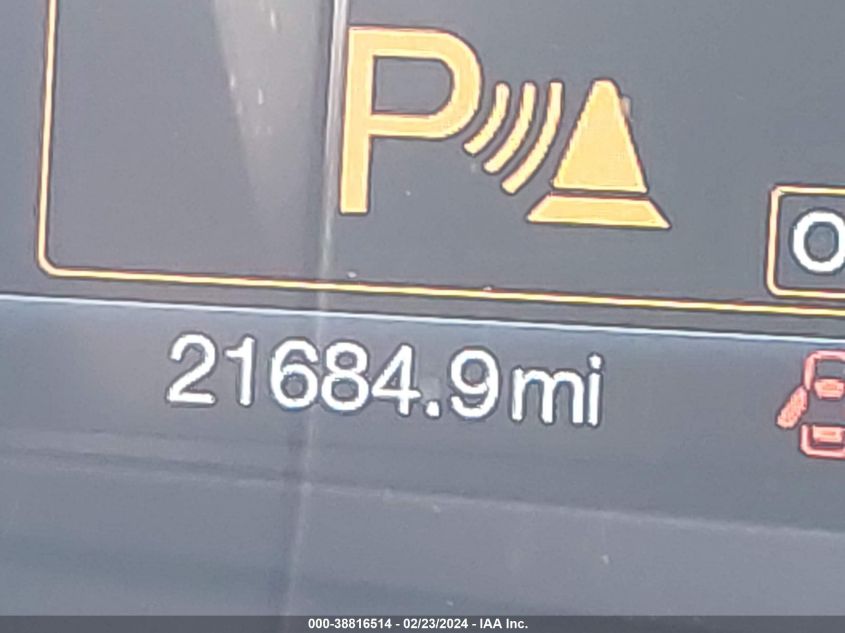 P
O
21684.9mi
000-38816514 - 02/23/2024 - IAA Inc.